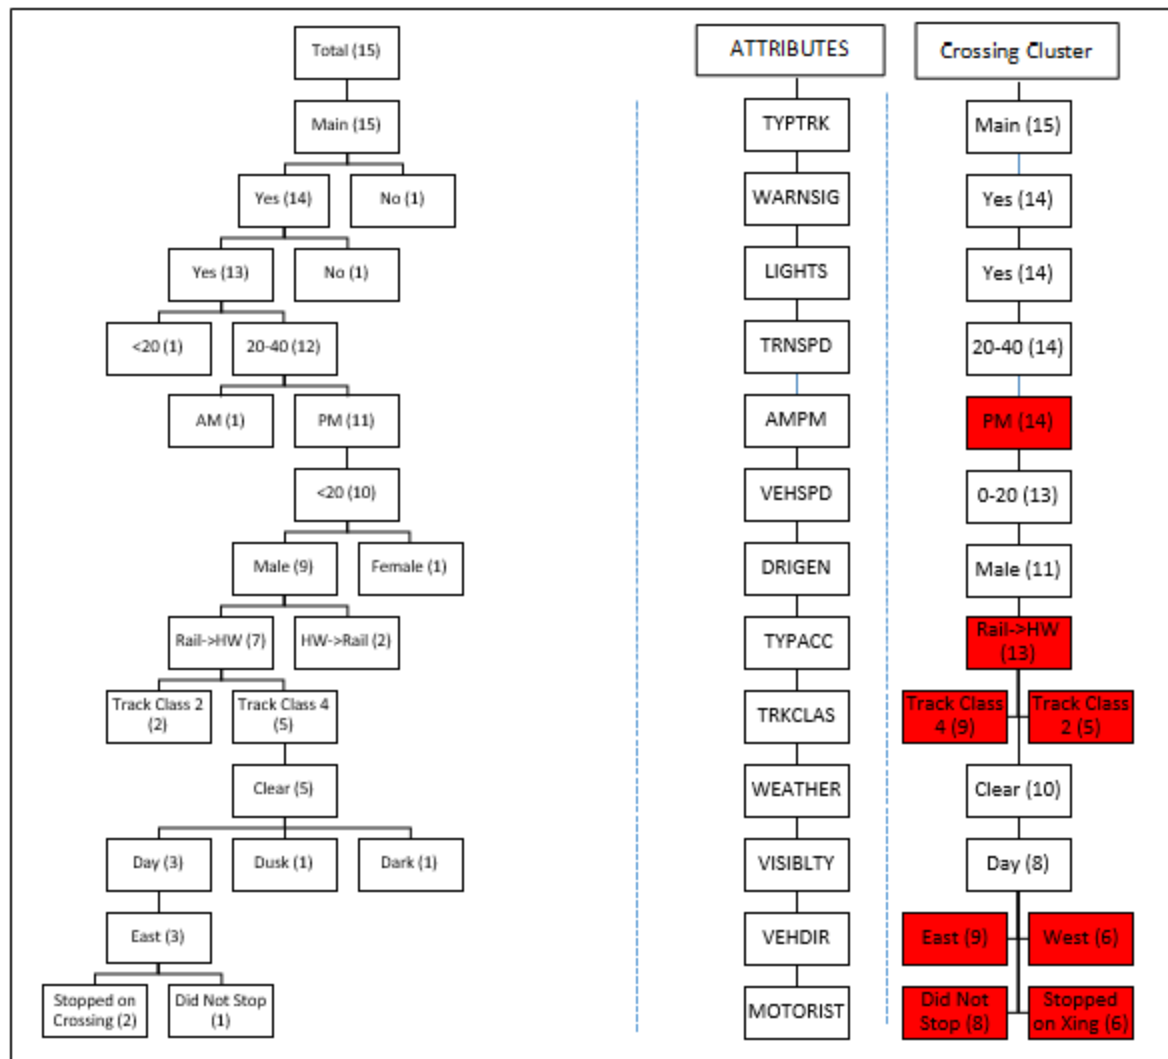 Total (15)
ATTRIBUTES
Crossing Cluster
Main (15)
TYPTRK
Main (15)
Yes (14)
No (1)
WARNSIG
Yes (14)
Yes (13)
No (1)
LIGHTS
Yes (14)
<20 (1)
20-40 (12)
TRNSPD
20-40 (14)
AM (1)
PM (11)
AMPM
PM (14)
<20 (10)
VEHSPD
0-20 (13)
Male (9)
Female (1)
DRIGEN
Male (11)
Rail->HW (7)
HW->Rail (2)
TYPACC
Rail->HW
(13)
Track Class 2
(2)
Track Class 4
(5)
TRKCLAS
Track Class
4 (9)
Track Class
2 (5)
Clear (5)
WEATHER
Clear (10)
Day (3)
Dusk (1)
Dark (1)
VISIBLTY
Day (8)
East (3)
VEHDIR
East (9)
West (6)
Stopped on
Crossing (2)
Did Not Stop
(1)
MOTORIST
Did Not
Stop (8)
Stopped
on Xing (6)